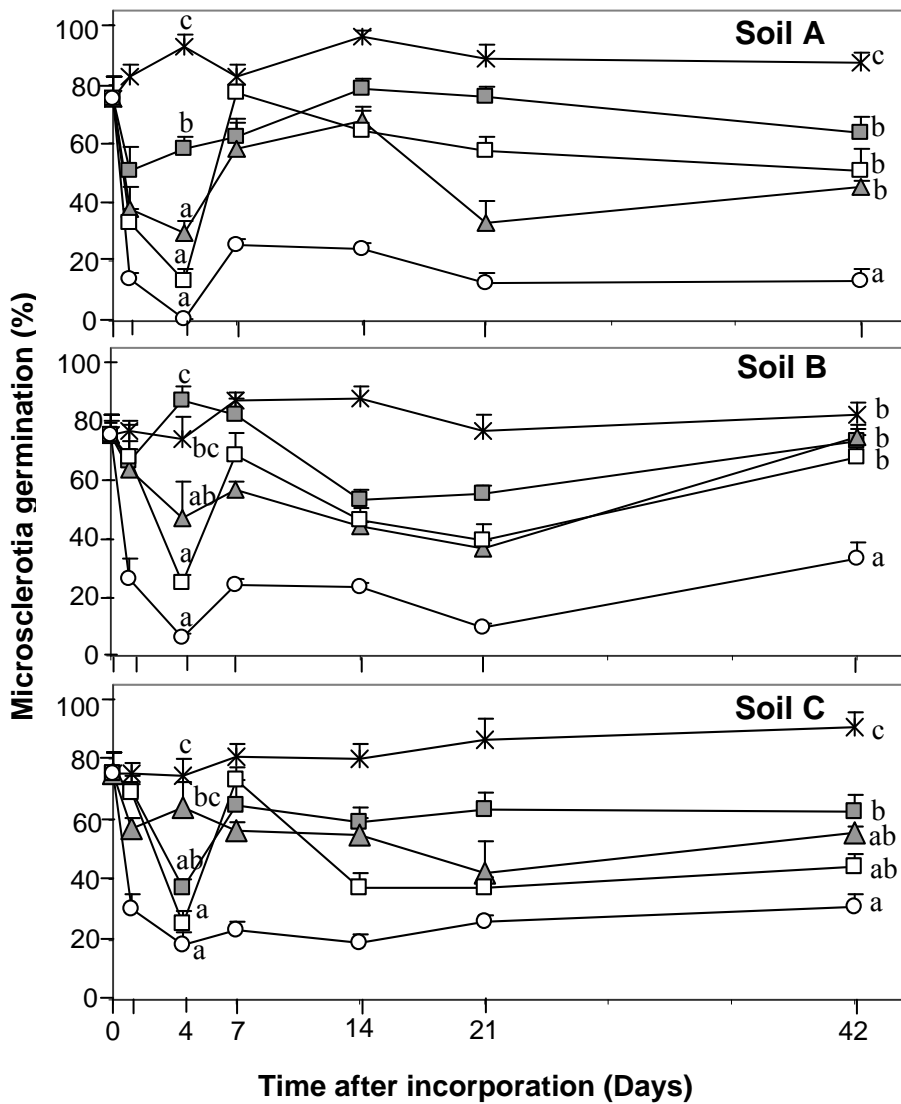 Microsclerotia germination (%)
Soil A
100
80
60
40
20
0
c
b
a
a
a
c
b
b
b
a
Soil B
100
80
60
40
20
0
c
bc
ab
a
a
b
b
b
a
Soil C
100
80
60
40
20
0
c
bc
ab
a
a
c
b
ab
ab
a
0 4 7 14 21 42
Time after incorporation (Days)